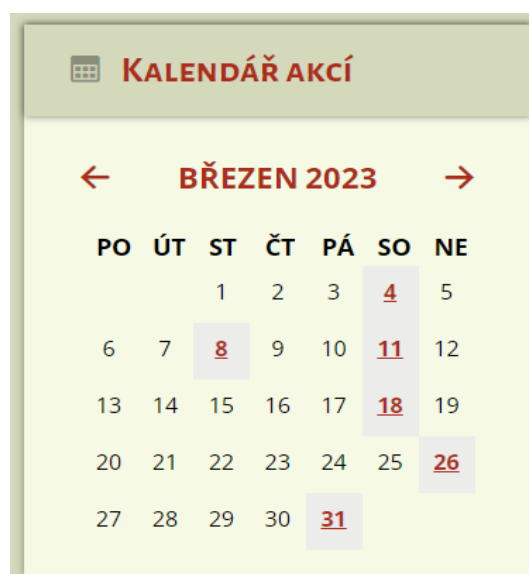 KALENDÁŘ AKCÍ
← BŘEZEN 2023 →
PO ÚT ST ČT PÁ SO NE
1 2 3 4 5
6 7 8 9 10 11 12
13 14 15 16 17 18 19
20 21 22 23 24 25 26
27 28 29 30 31